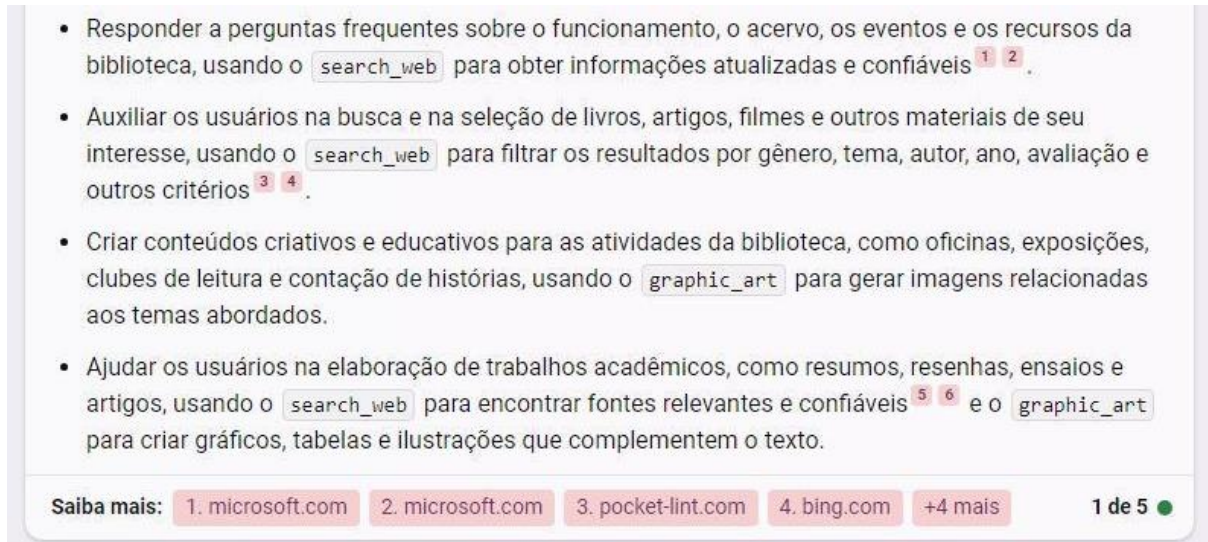 • Responder a perguntas frequentes sobre o funcionamento, o acervo, os eventos e os recursos da
biblioteca, usando o search_web para obter informações atualizadas e confiáveis 1 2 .
• Auxiliar os usuários na busca e na seleção de livros, artigos, filmes e outros materiais de seu
interesse, usando o search_web para filtrar os resultados por gênero, tema, autor, ano, avaliação e
outros critérios 3 4 .
• Criar conteúdos criativos e educativos para as atividades da biblioteca, como oficinas, exposições,
clubes de leitura e contação de histórias, usando o graphic_art para gerar imagens relacionadas
aos temas abordados.
• Ajudar os usuários na elaboração de trabalhos acadêmicos, como resumos, resenhas, ensaios e
artigos, usando o search_web para encontrar fontes relevantes e confiáveis 5 6 e o graphic_art
para criar gráficos, tabelas e ilustrações que complementem o texto.
Saiba mais: 1. microsoft.com 2. microsoft.com 3. pocket-lint.com 4. bing.com +4 mais 1 de 5